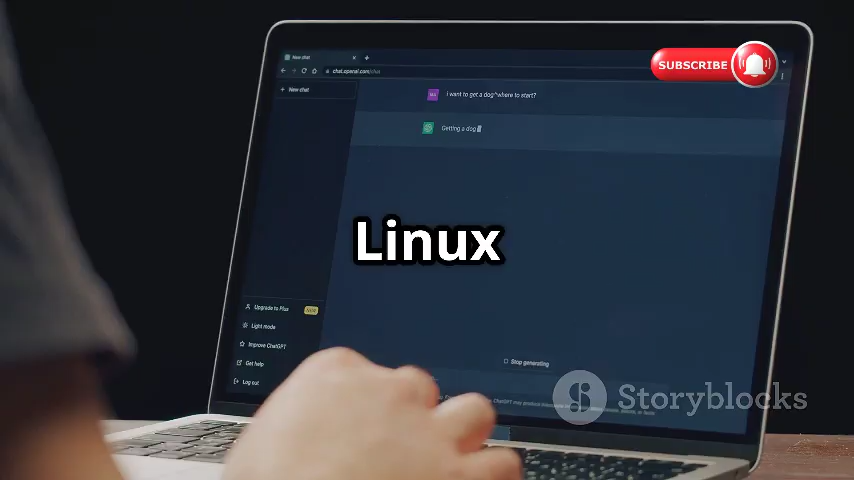 New chat
SUBSCRIBE
chat.openai.com/chat
New chat
I want to get a dog^where to start?
Getting a dog
Linux
Upgrade to Plus
Light mode
Improve ChatGPT
Stop generating
Get help
Log out
Storyblocks